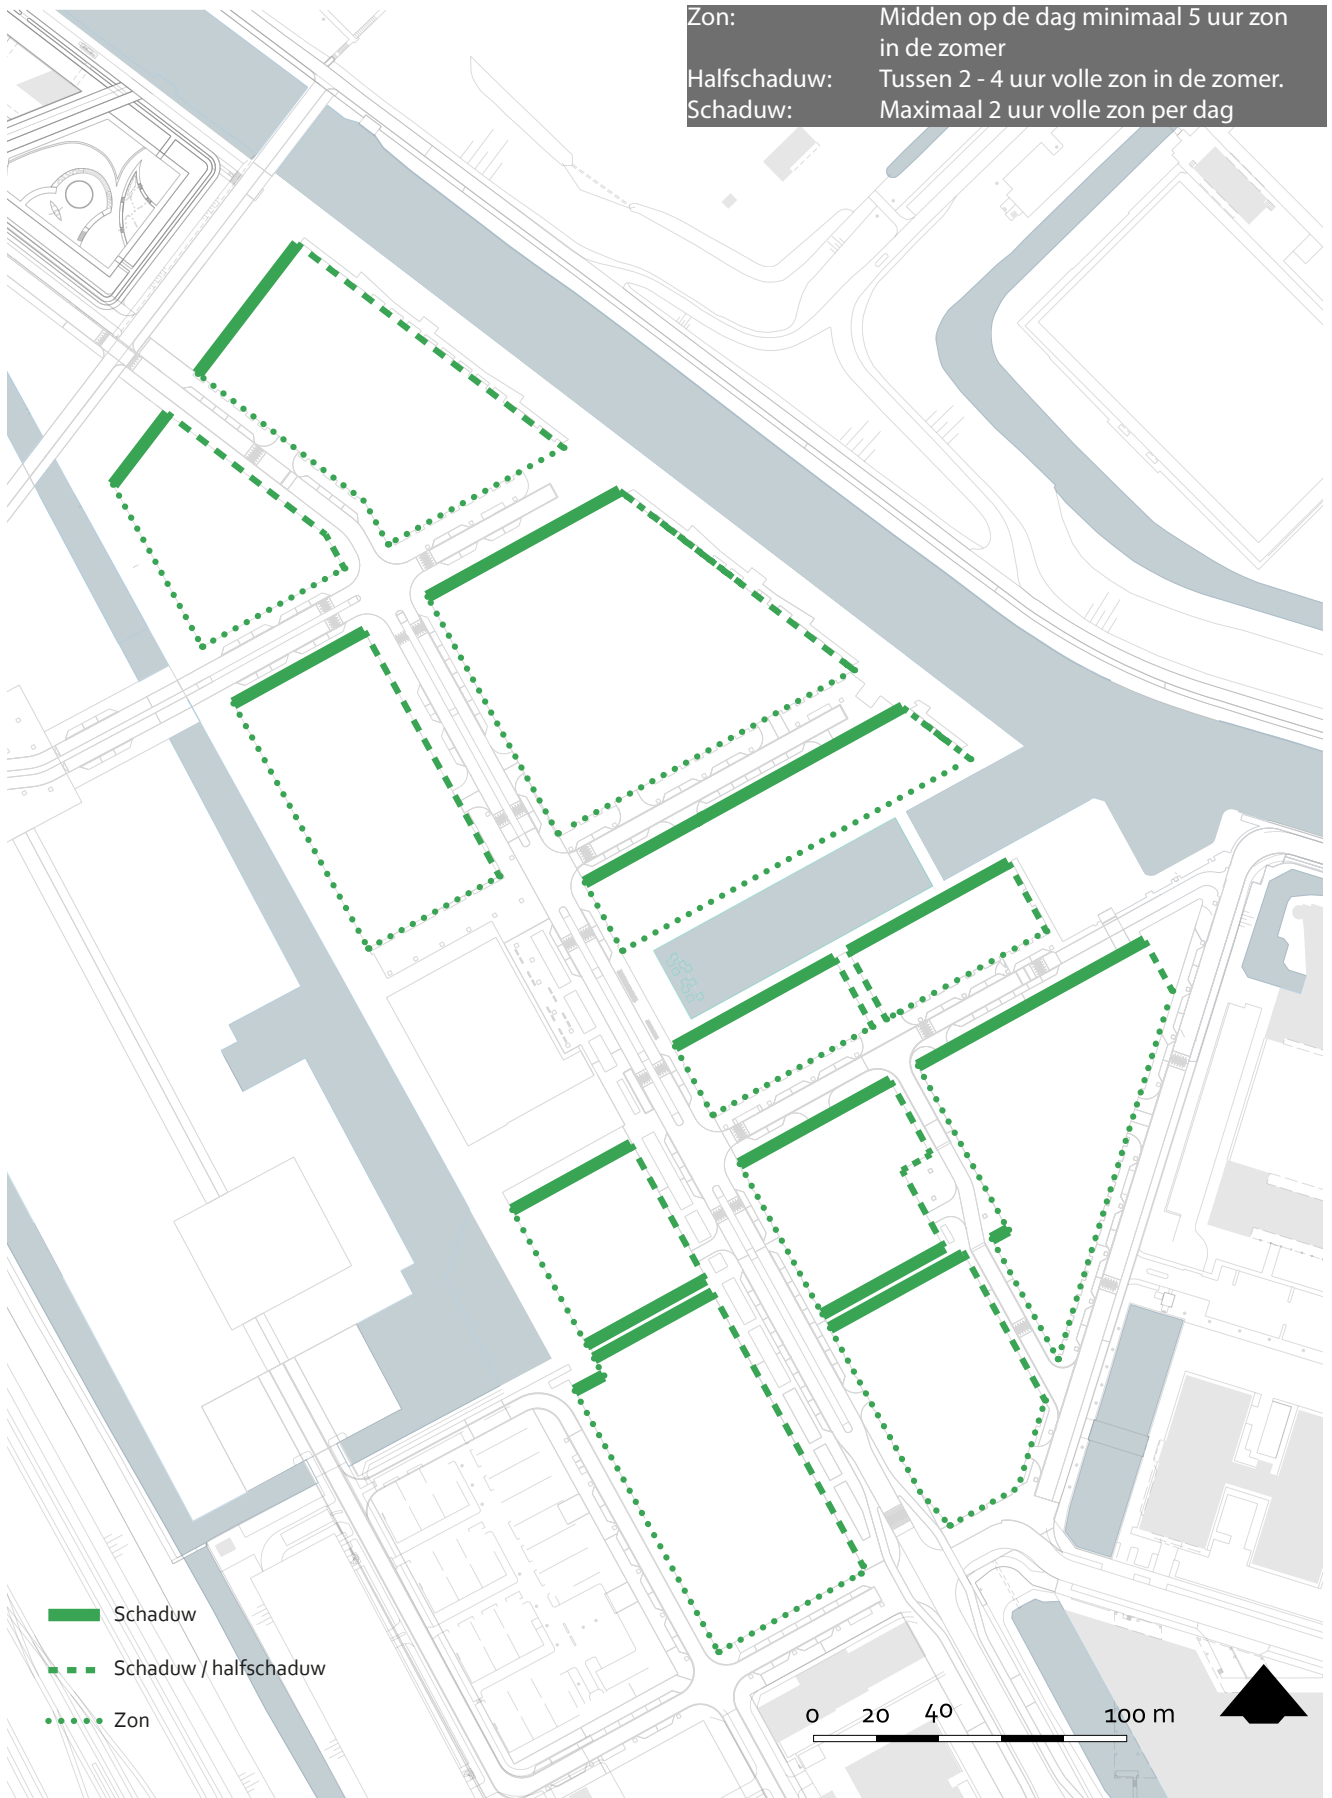 Zon: Midden op de dag minimaal 5 uur zon
in de zomer
Halfschaduw: Tussen 2 - 4 uur volle zon in de zomer.
Schaduw: Maximaal 2 uur volle zon per dag
Schaduw
Schaduw / halfschaduw
Zon
0 20 40 100 m